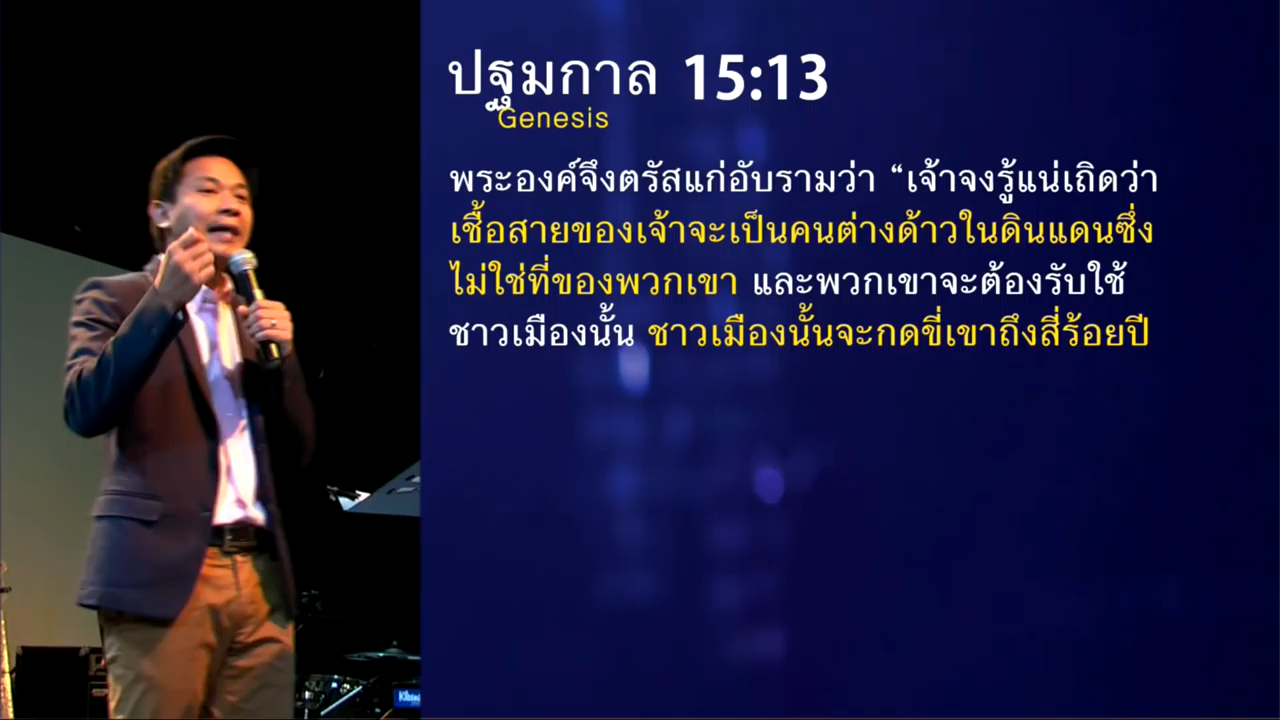 ปฐมกาล 15:13
Genesis
พระองค์จึงตรัสแก่อับรามว่า “เจ้าจงรู้แน่เถิดว่า
เชื้อสายของเจ้าจะเป็นคนต่างด้าวในดินแดนซึ่ง
ไม่ใช่ที่ของพวกเขา และพวกเขาจะต้องรับใช้
ชาวเมืองนั้น ชาวเมืองนั้นจะกดขี่เขาถึงสี่ร้อยปี